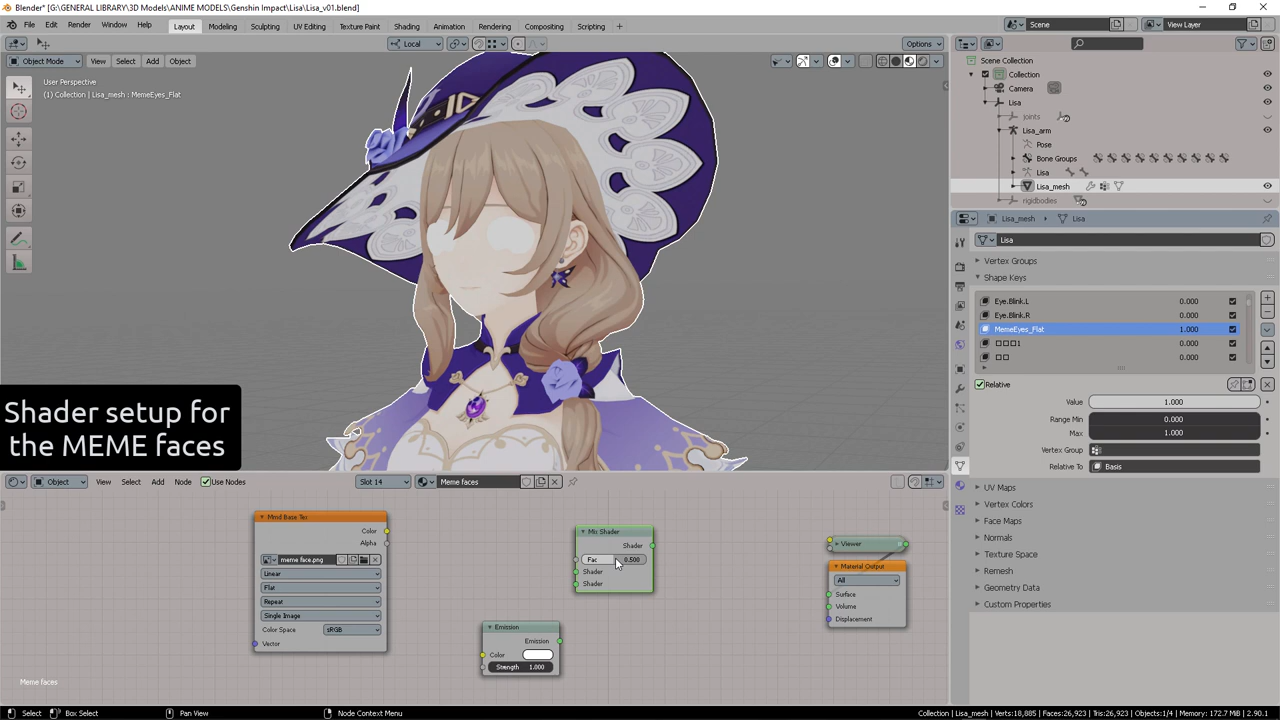 Blender* [G:\GENERAL LIBRARY\3D Models\ANIME MODELS\Genshin Impact\Lisa\Lisa_v01.blend]
File Edit Render Window Help Layout Modeling Sculpting UV Editing Texture Paint Shading Animation Rendering Compositing Scripting + Scene View Layer
Local Options
Object Mode View Select Add Object
User Perspective
(1) Collection | Lisa_mesh : MemeEyes_Flat
Scene Collection
Collection
Camera
Lisa
joints
Lisa_arm
Pose
Bone Groups
Lisa
Lisa_mesh
rigidbodies
Lisa_mesh Lisa
Lisa
Vertex Groups
Shape Keys
Eye.Blink.L 0.000
Eye.Blink.R 0.000
MemeEyes_Flat 1.000
□□□1 0.000
□□ 0.000
Relative
Value 1.000
Range Min 0.000
Max 1.000
Vertex Group
Relative To Basis
UV Maps
Vertex Colors
Face Maps
Normals
Texture Space
Remesh
Geometry Data
Custom Properties
Shader setup for
the MEME faces
Object View Select Add Node Use Nodes Slot 14 Meme faces
Mmd Base Tex
Color
Alpha
meme face.png
Linear
Flat
Repeat
Single Image
Color Space sRGB
Vector
Mix Shader
Shader
Fac 0.500
Shader
Shader
Emission
Emission
Color
Strength 1.000
Viewer
Material Output
All
Surface
Volume
Displacement
Meme faces
Select Box Select Pan View Node Context Menu Collection | Lisa_mesh | Verts:18,885 | Faces:26,923 | Tris:26,923 | Objects:1/4 | Memory: 172.7 MiB | 2.90.1